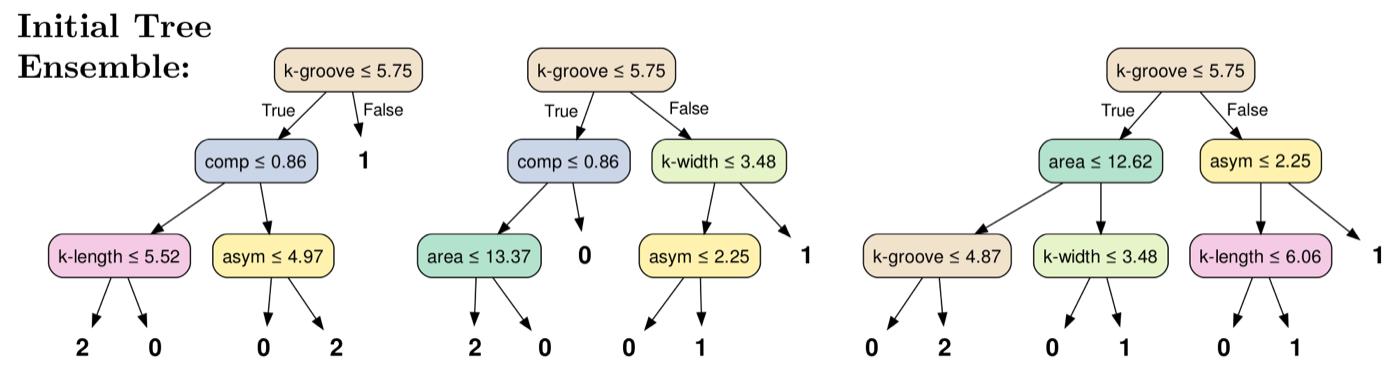 Initial Tree
Ensemble:
k-groove ≤ 5.75 k-groove ≤ 5.75 k-groove ≤ 5.75
True False True False True False
comp ≤ 0.86 1 comp ≤ 0.86 k-width ≤ 3.48 area ≤ 12.62 asym ≤ 2.25
k-length ≤ 5.52 asym ≤ 4.97 area ≤ 13.37 0 asym ≤ 2.25 1 k-groove ≤ 4.87 k-width ≤ 3.48 k-length ≤ 6.06 1
2 0 0 2 2 0 0 1 0 2 0 1 0 1